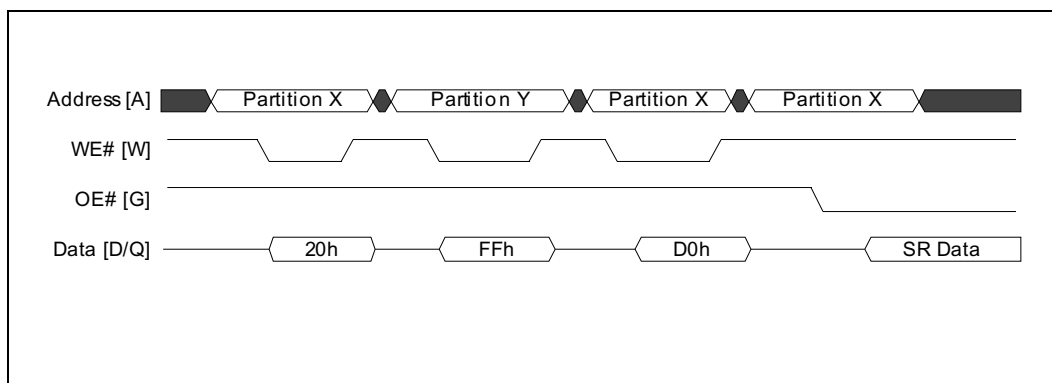 Address [A] Partition X Partition Y Partition X Partition X
WE# [W]
OE# [G]
Data [D/Q] 20h FFh D0h SR Data